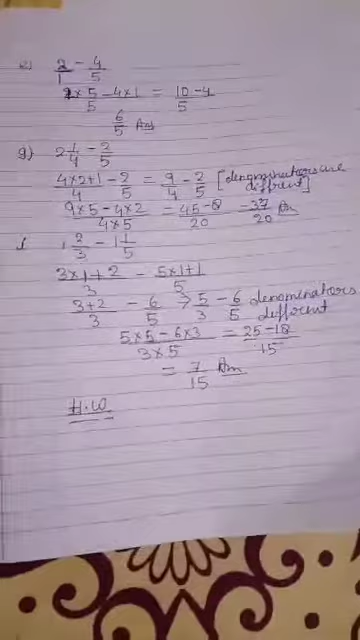 2/1 - 4/5
2×5 - 4×1 / 5 = 10-4 / 5
6/5 Ans
g) 2 1/4 - 2/5
4×2+1 / 4 - 2/5 = 9/4 - 2/5 [denominators are different]
9×5 - 4×2 / 4×5 = 45-8 / 20 - 37/20
1 2/3 - 1 1/5
3×1+2 / 3 - 5×1+1 / 5
3+2 / 3 - 6/5 > 5/3 - 6/5 denominators different
5×5 - 6×3 / 3×5 = 25-18 / 15
= 7/15 Ans
H.W